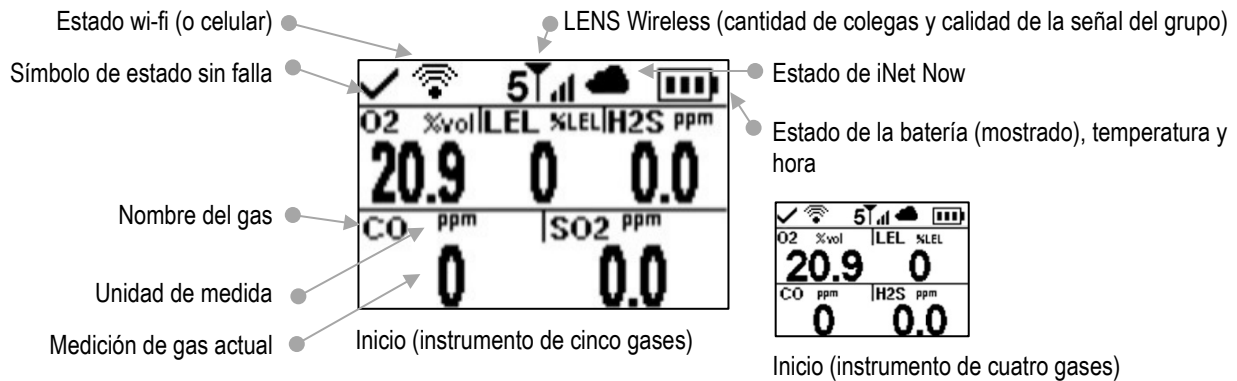 Estado wi-fi (o celular)
LENS Wireless (cantidad de colegas y calidad de la señal del grupo)
Símbolo de estado sin falla
Estado de iNet Now
5
O2 %vol LEL %LEL H2S ppm
20.9 0 0.0
Estado de la batería (mostrado), temperatura y
hora
Nombre del gas
CO ppm SO2 ppm
0 0.0
Unidad de medida
Medición de gas actual
Inicio (instrumento de cinco gases)
5
O2 %vol LEL %LEL
20.9 0
CO ppm H2S ppm
0 0.0
Inicio (instrumento de cuatro gases)